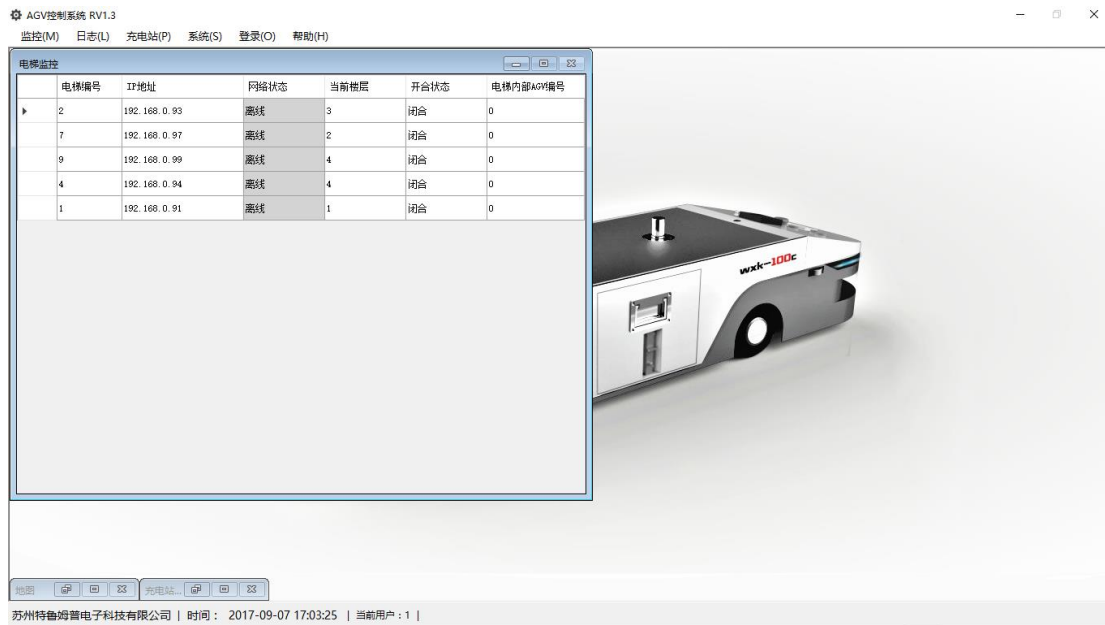 AGV控制系统 RV1.3
监控(M) 日志(L) 充电站(P) 系统(S) 登录(O) 帮助(H)
电梯监控
电梯编号 IP地址 网络状态 当前楼层 开合状态 电梯内部AGV编号
2 192.168.0.93 离线 3 闭合 0
7 192.168.0.97 离线 2 闭合 0
9 192.168.0.99 离线 4 闭合 0
4 192.168.0.94 离线 4 闭合 0
1 192.168.0.91 离线 1 闭合 0
wxk-100c
地图 充电站...
苏州特鲁姆普电子科技有限公司 | 时间： 2017-09-07 17:03:25 | 当前用户：1 |